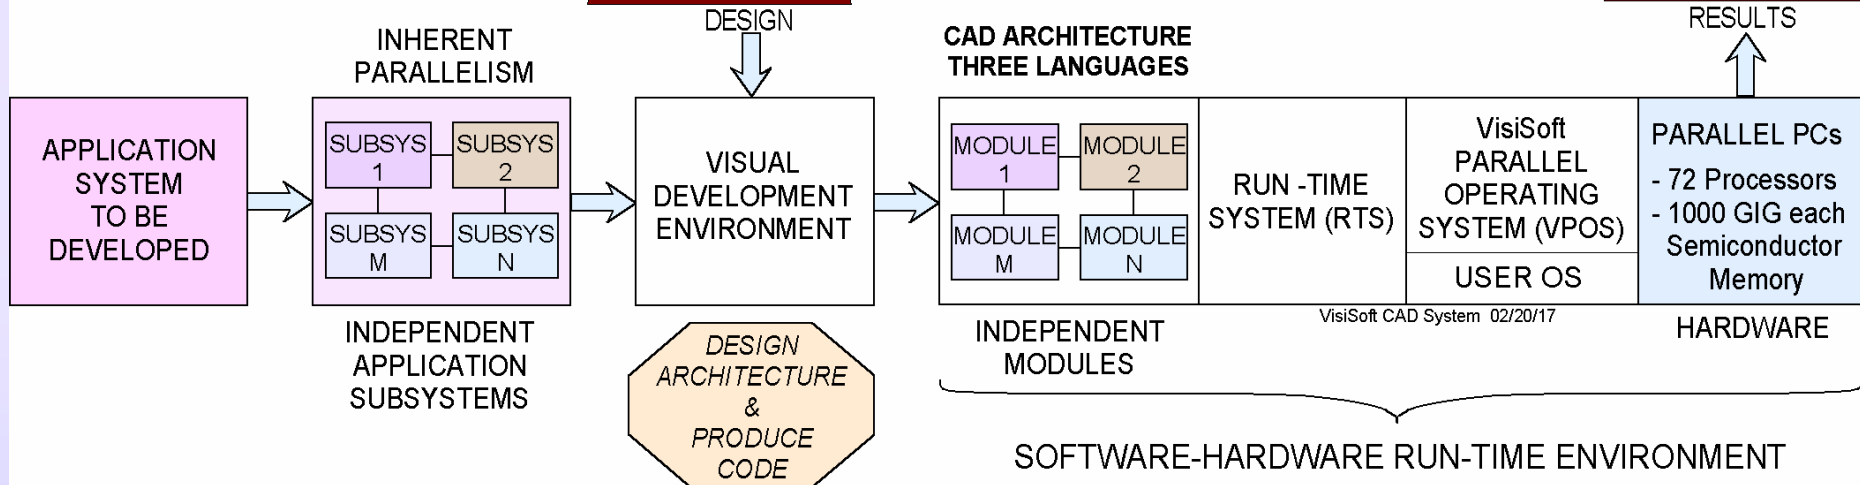 DESIGN
RESULTS
INHERENT
PARALLELISM
CAD ARCHITECTURE
THREE LANGUAGES
APPLICATION
SYSTEM
TO BE
DEVELOPED
SUBSYS
1
SUBSYS
2
SUBSYS
M
SUBSYS
N
VISUAL
DEVELOPMENT
ENVIRONMENT
MODULE
1
MODULE
2
MODULE
M
MODULE
N
RUN -TIME
SYSTEM (RTS)
VisiSoft
PARALLEL
OPERATING
SYSTEM (VPOS)
USER OS
PARALLEL PCs
- 72 Processors
- 1000 GIG each
Semiconductor
Memory
VisiSoft CAD System 02/20/17
INDEPENDENT
APPLICATION
SUBSYSTEMS
DESIGN
ARCHITECTURE
&
PRODUCE
CODE
INDEPENDENT
MODULES
HARDWARE
SOFTWARE-HARDWARE RUN-TIME ENVIRONMENT